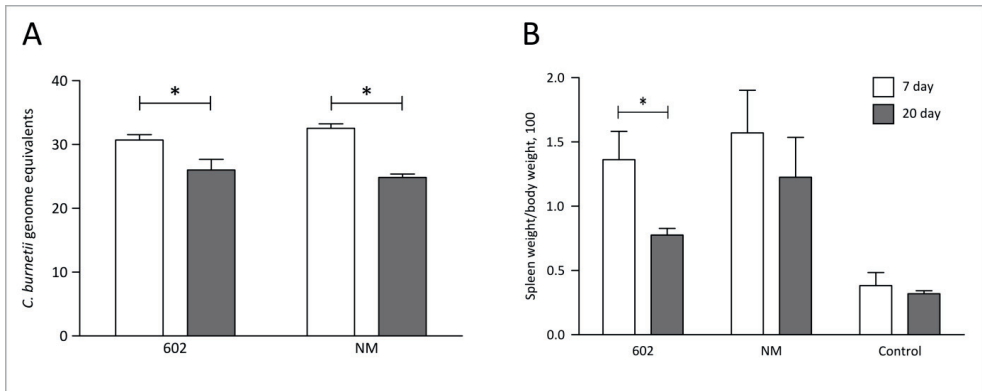 A
C. burnetii genome equivalents
40
30
20
10
0
*
*
602
NM
B
Spleen weight/body weight, 100
2.0
1.5
1.0
0.5
0.0
*
7 day
20 day
602
NM
Control